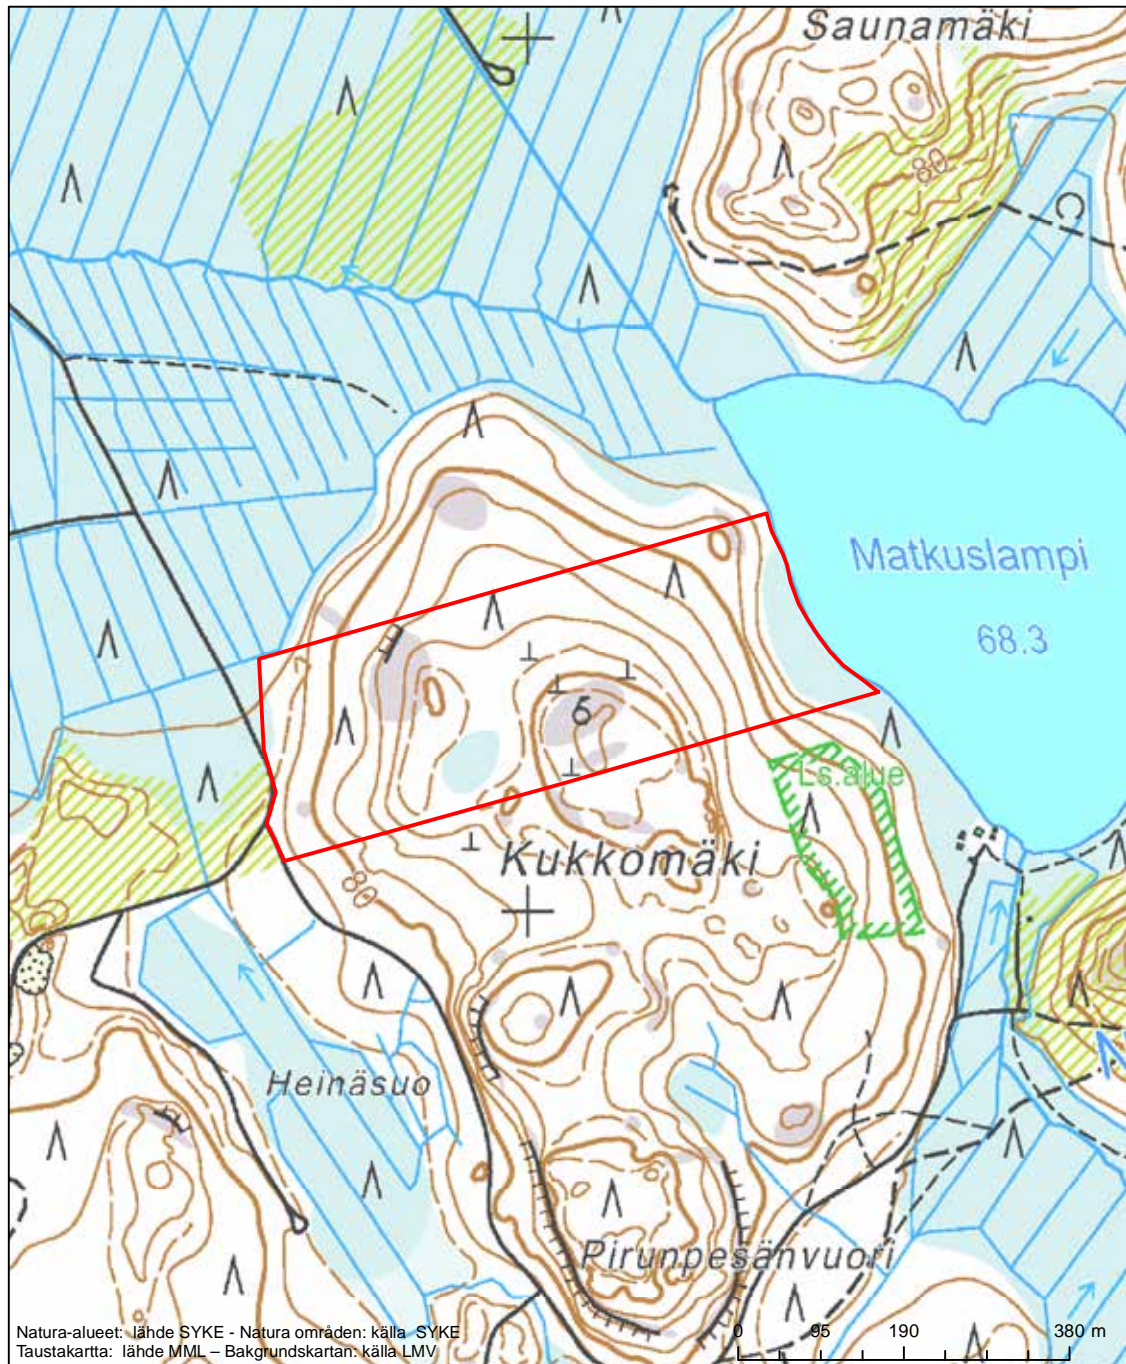 Saunamäki
80
Matkuslampi
68.3
Ls.alue
Kukkomäki
80
Heinäsuo
Pirunpesänvuori
Natura-alueet: lähde SYKE - Natura områden: källa SYKE
Taustakartta: lähde MML – Bakgrundskartan: källa LMV
0 95 190 380 m